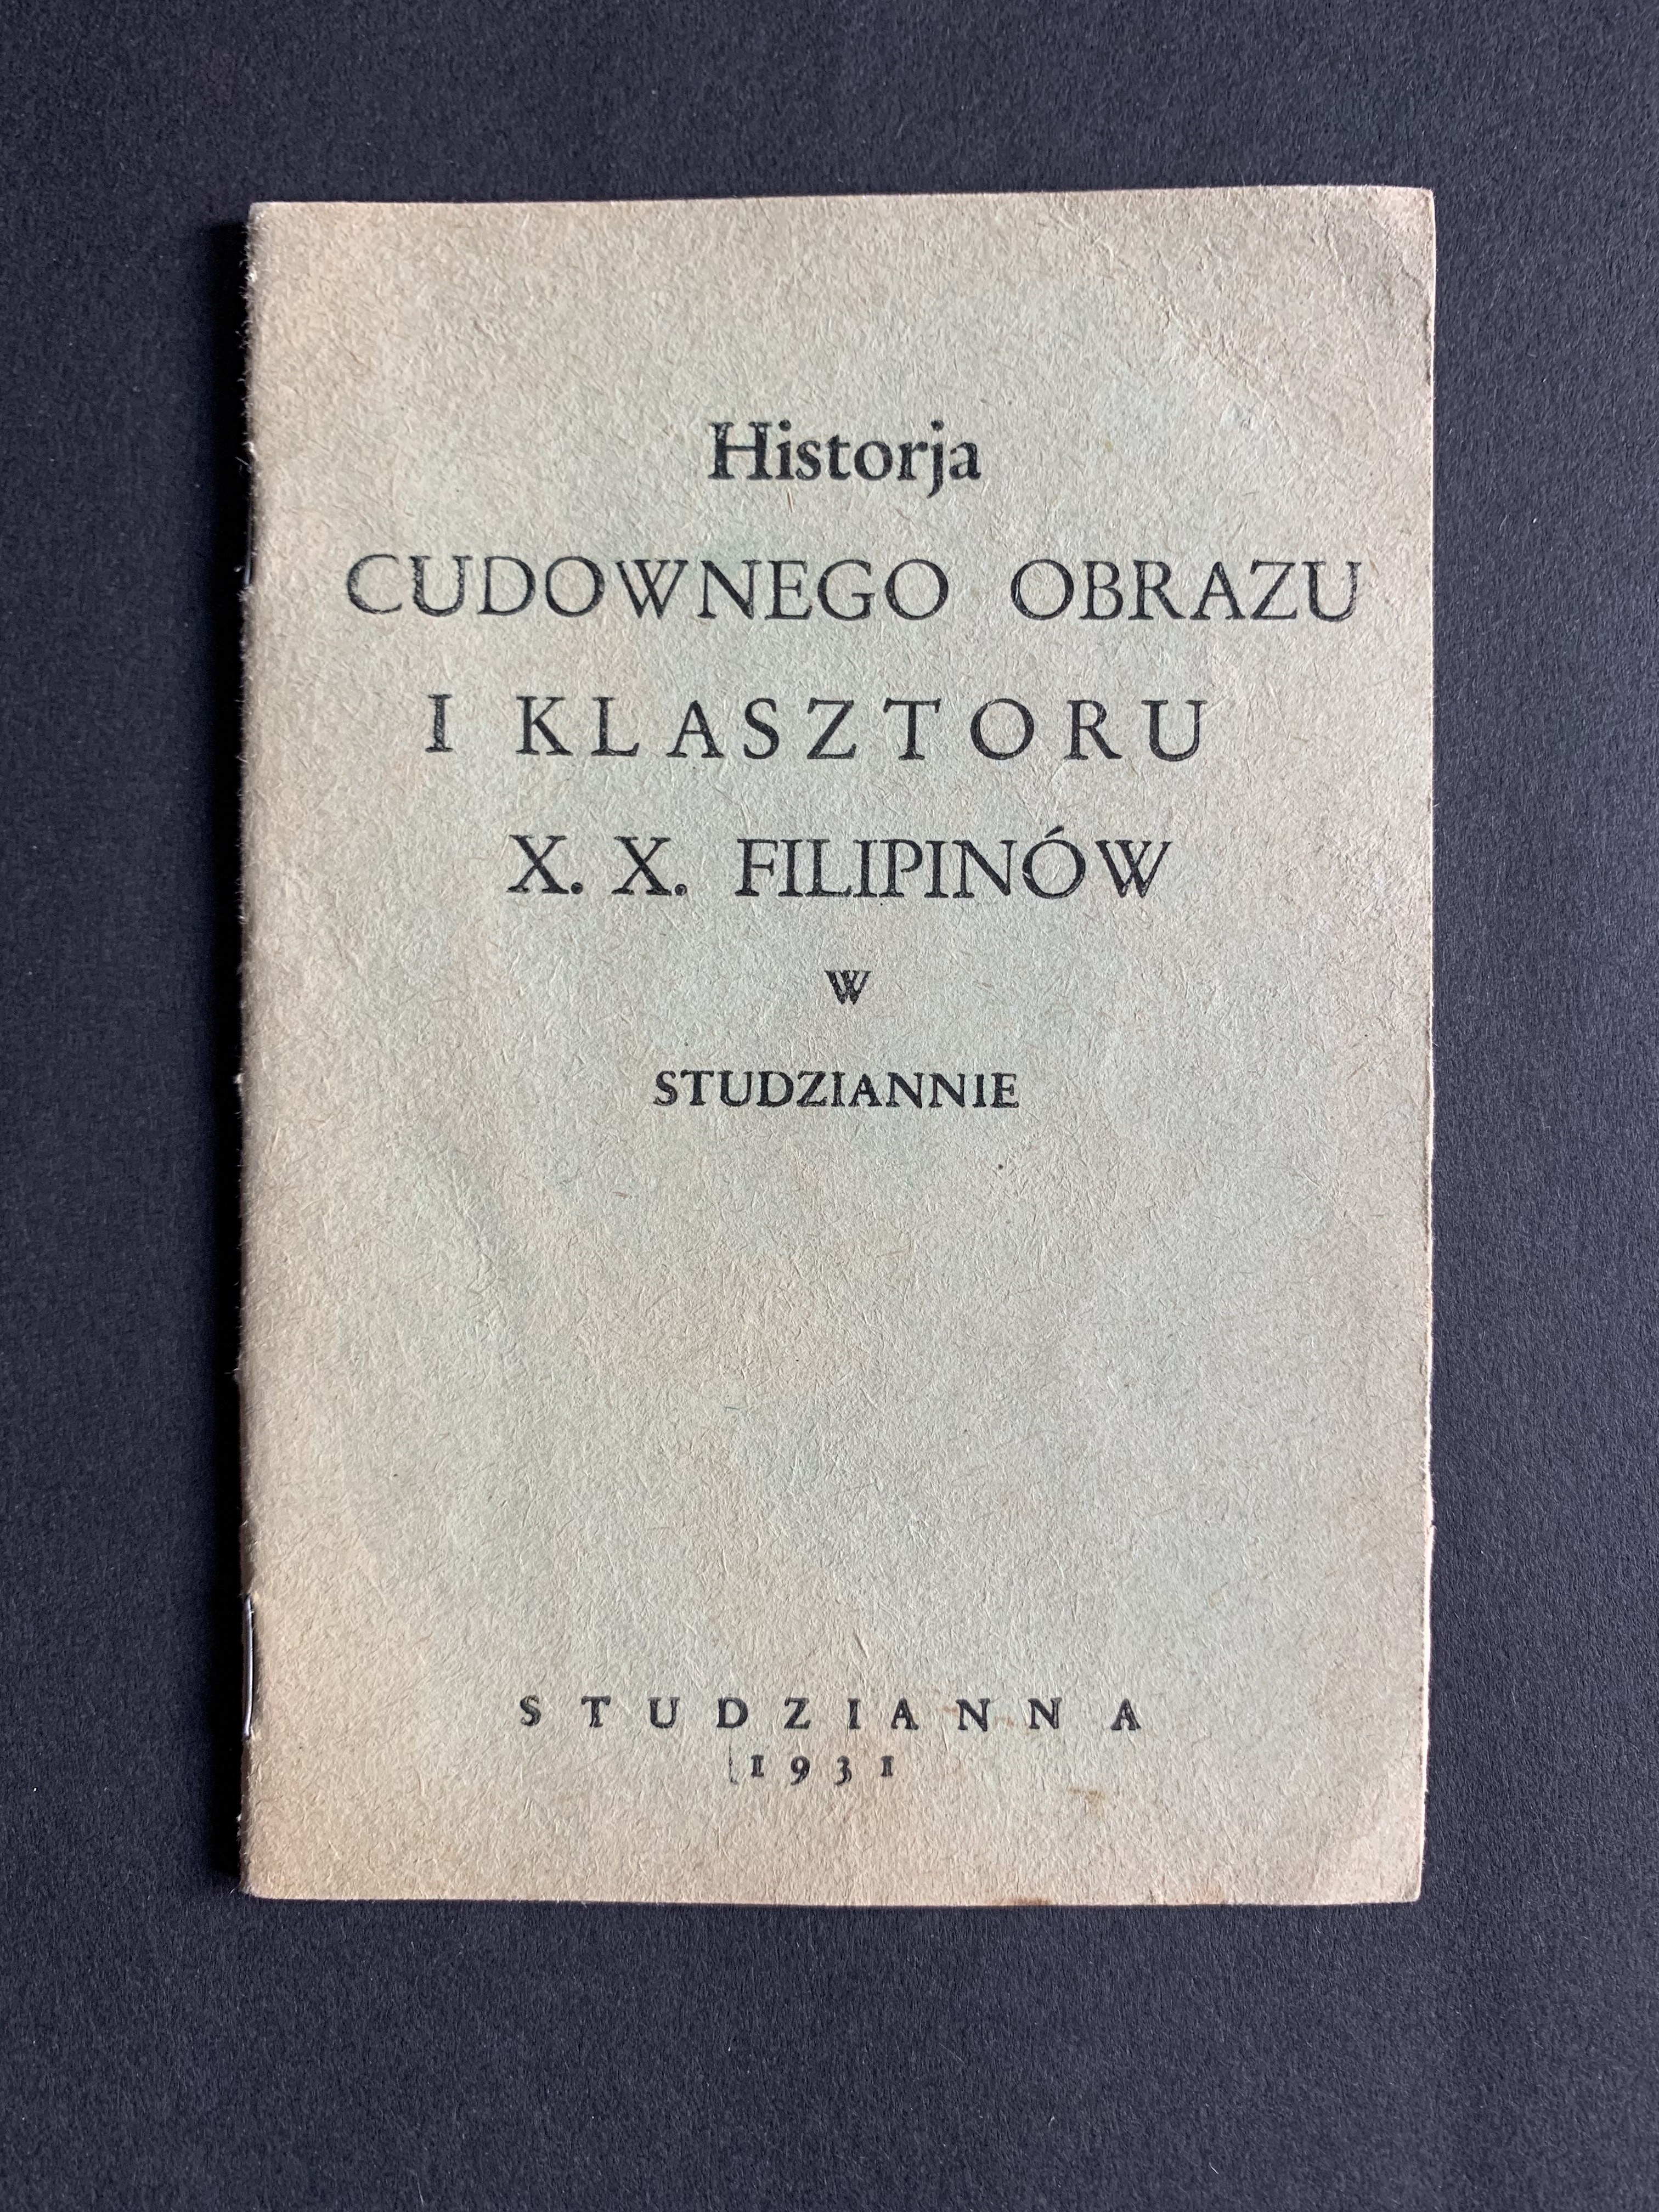 Historja
CUDOWNEGO OBRAZU
I KLASZTORU
X. X. FILIPINÓW
W
STUDZIANNIE
STUDZIANNA
1931